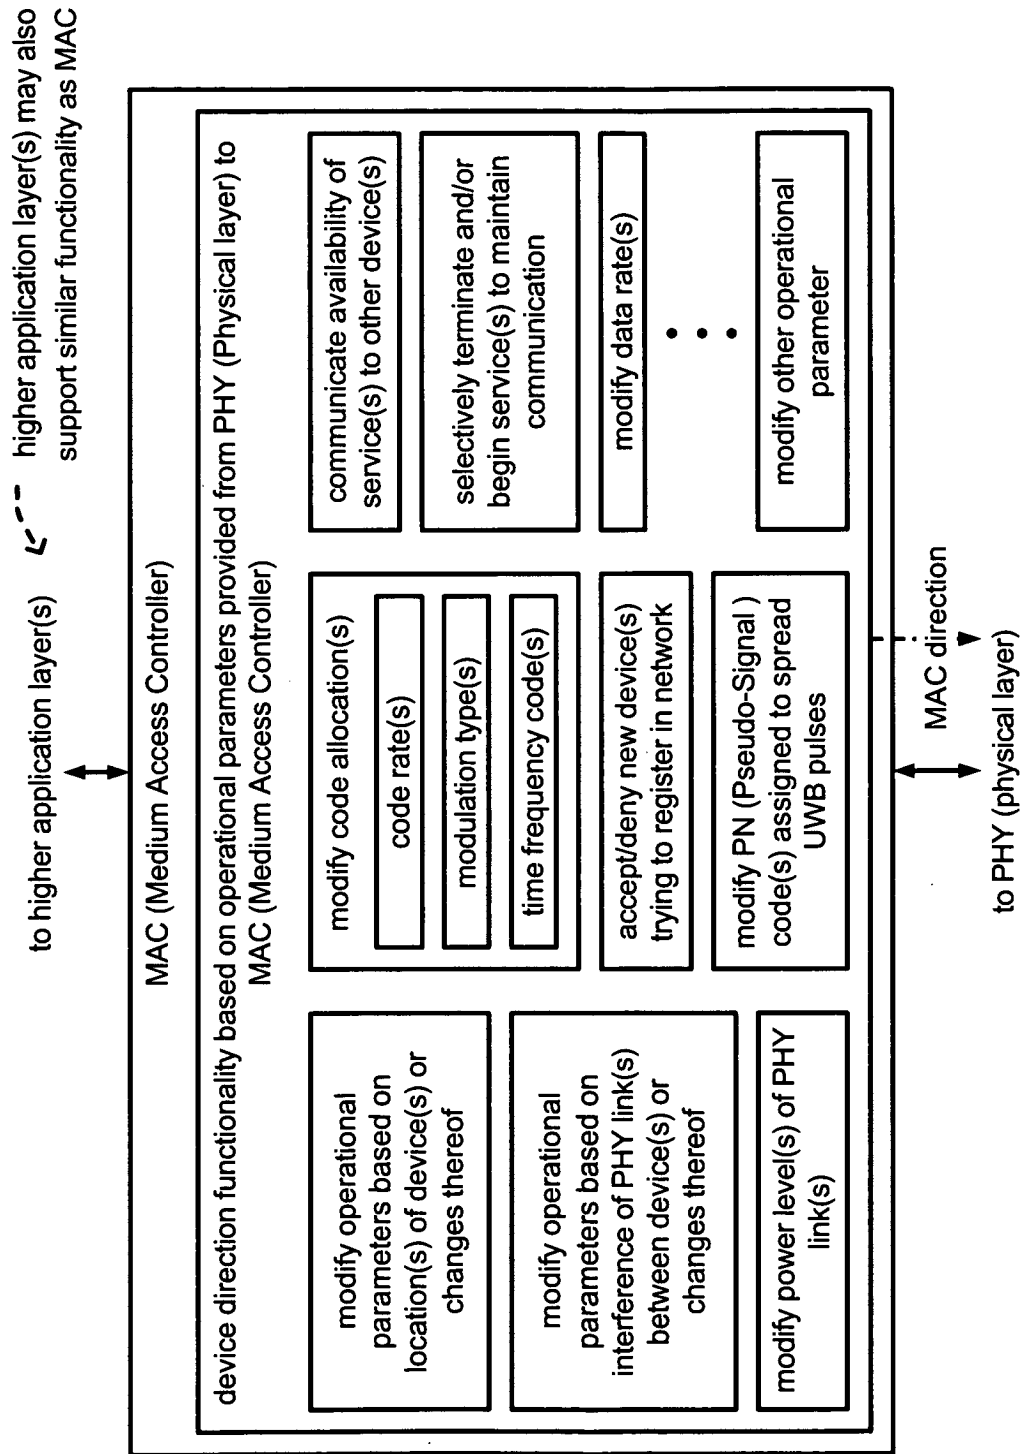 higher application layer(s) may also
support similar functionality as MAC
to higher application layer(s)
MAC (Medium Access Controller)
device direction functionality based on operational parameters provided from PHY (Physical layer) to
MAC (Medium Access Controller)
modify operational
parameters based on
location(s) of device(s) or
changes thereof
modify operational
parameters based on
interference of PHY link(s)
between device(s) or
changes thereof
modify power level(s) of PHY
link(s)
modify code allocation(s)
code rate(s)
modulation type(s)
time frequency code(s)
accept/deny new device(s)
trying to register in network
modify PN (Pseudo-Signal )
code(s) assigned to spread
UWB pulses
communicate availability of
service(s) to other device(s)
selectively terminate and/or
begin service(s) to maintain
communication
modify data rate(s)
modify other operational
parameter
MAC direction
to PHY (physical layer)